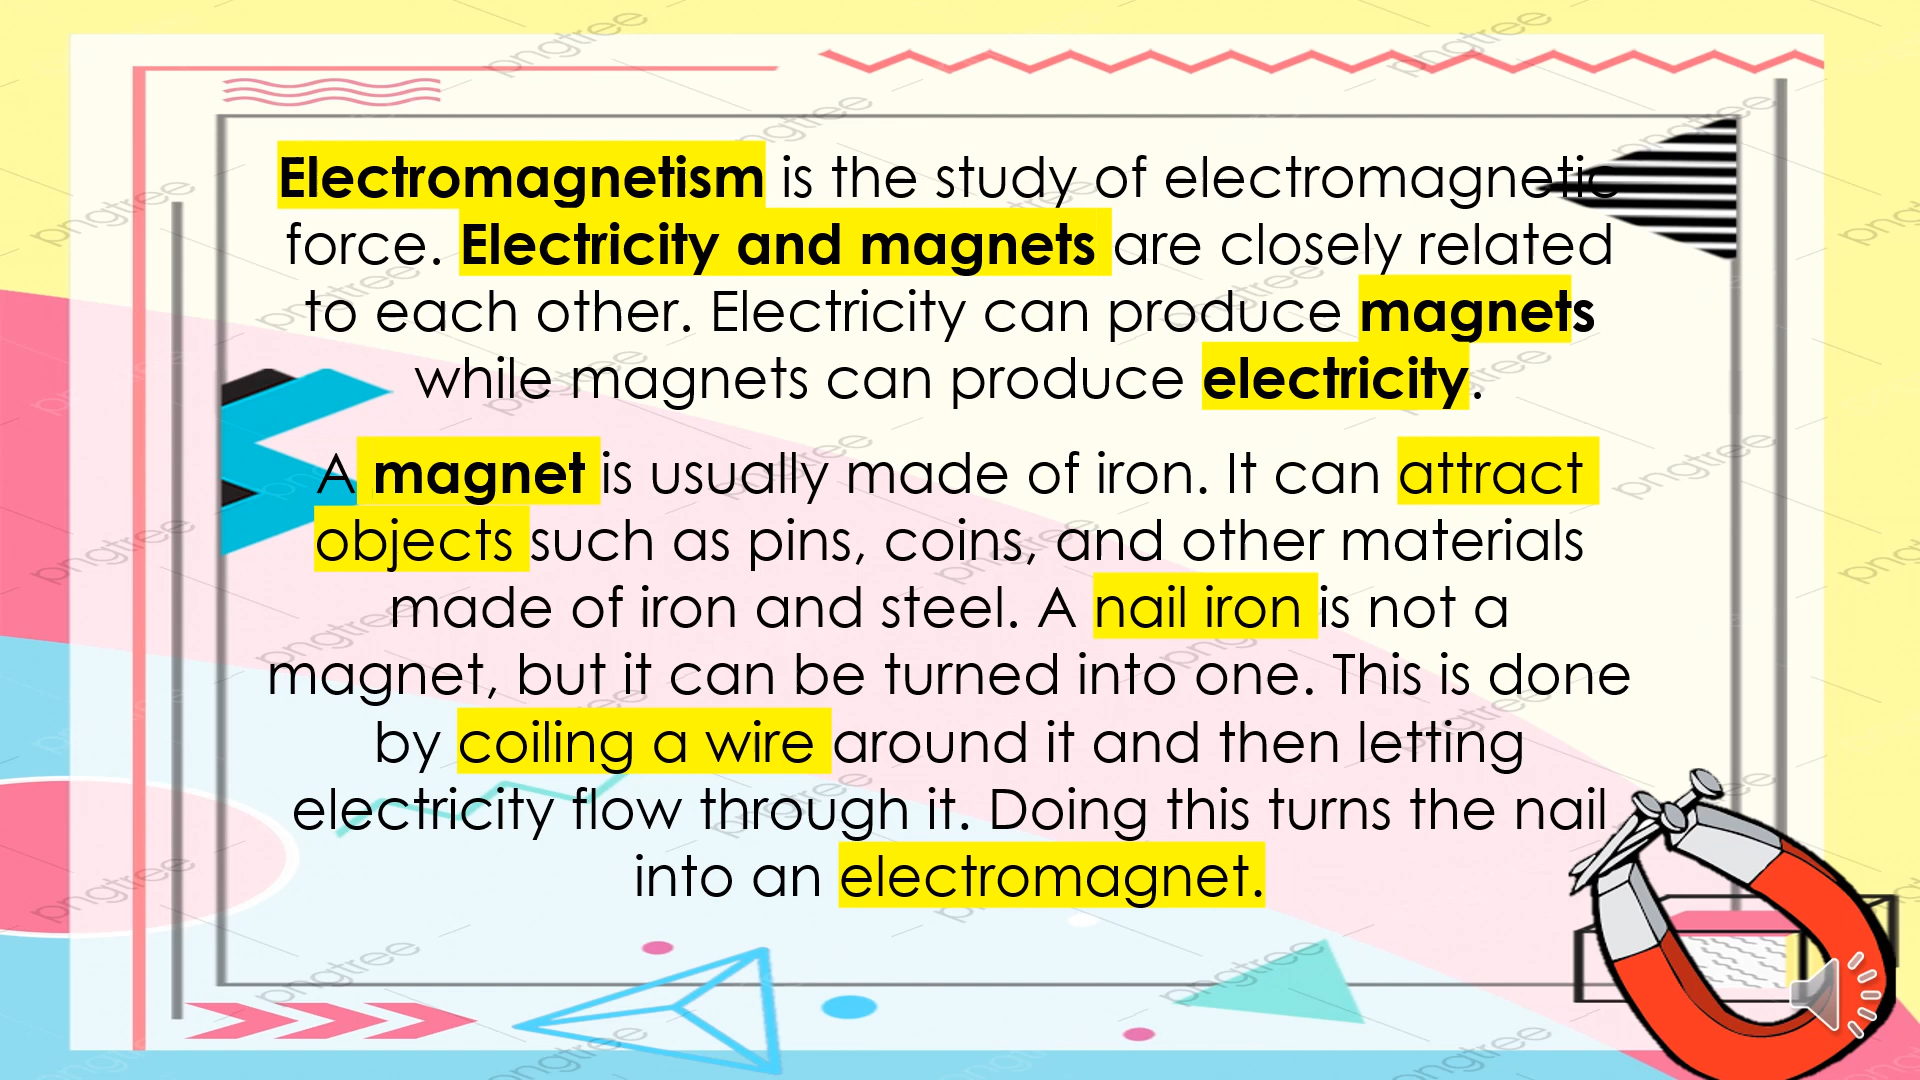 Electromagnetism is the study of electromagnetic
force. Electricity and magnets are closely related
to each other. Electricity can produce magnets
while magnets can produce electricity.
A magnet is usually made of iron. It can attract
objects such as pins, coins, and other materials
made of iron and steel. A nail iron is not a
magnet, but it can be turned into one. This is done
by coiling a wire around it and then letting
electricity flow through it. Doing this turns the nail
into an electromagnet.
pngtree